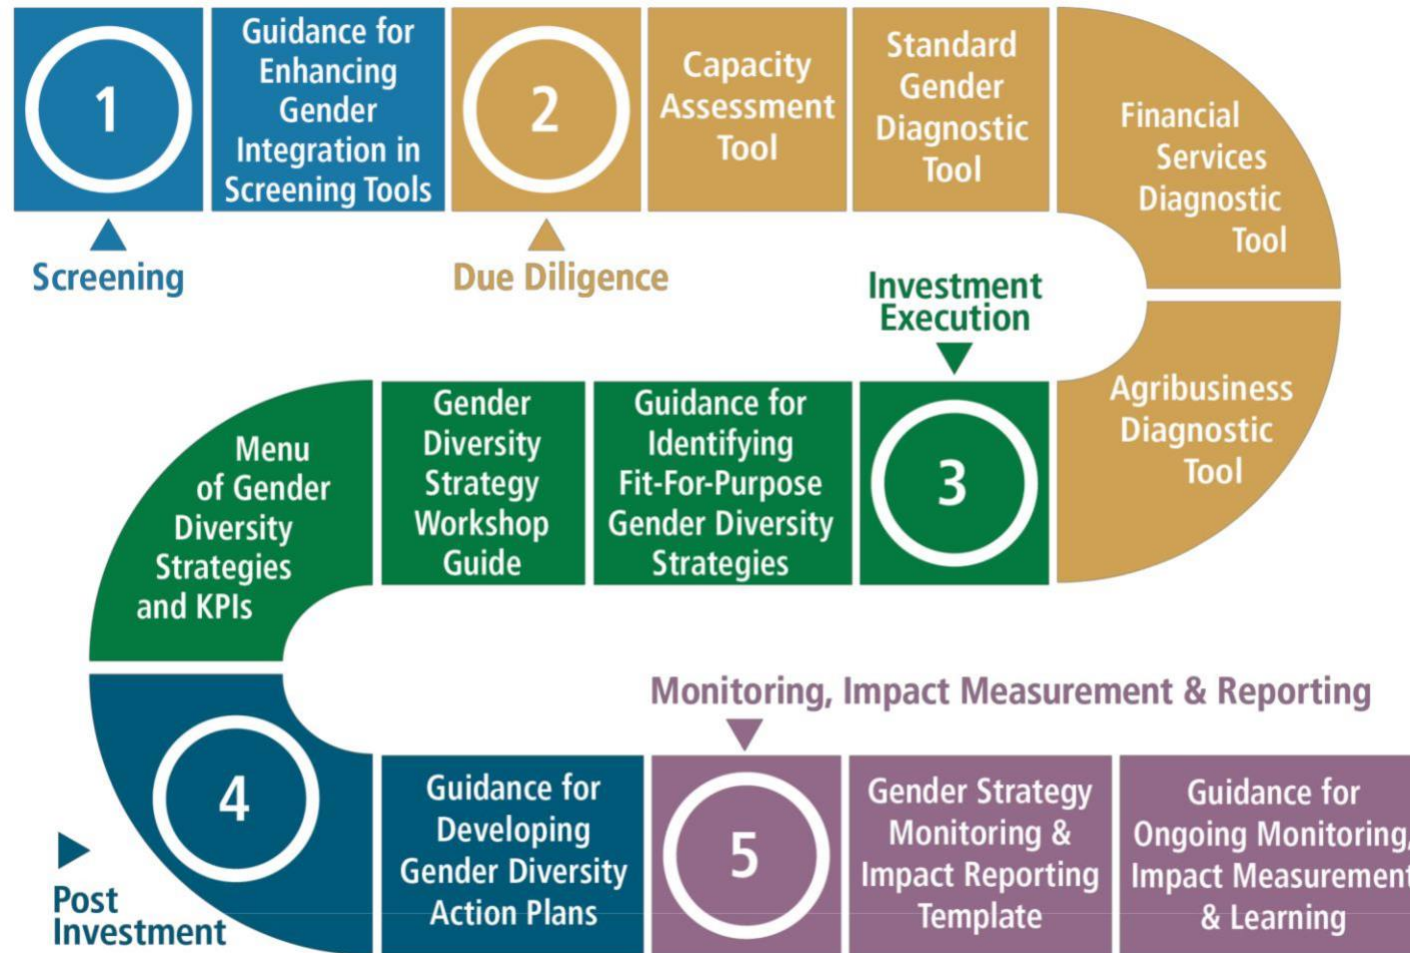 1
Guidance for
Enhancing
Gender
Integration in
Screening Tools
Screening
2
Capacity
Assessment
Tool
Standard
Gender
Diagnostic
Tool
Financial
Services
Diagnostic
Tool
Due Diligence
Agribusiness
Diagnostic
Tool
Investment
Execution
3
Guidance for
Identifying
Fit-For-Purpose
Gender Diversity
Strategies
Gender
Diversity
Strategy
Workshop
Guide
Menu
of Gender
Diversity
Strategies
and KPIs
4
Post
Investment
Guidance for
Developing
Gender Diversity
Action Plans
Monitoring, Impact Measurement & Reporting
5
Gender Strategy
Monitoring &
Impact Reporting
Template
Guidance for
Ongoing Monitoring,
Impact Measurement
& Learning